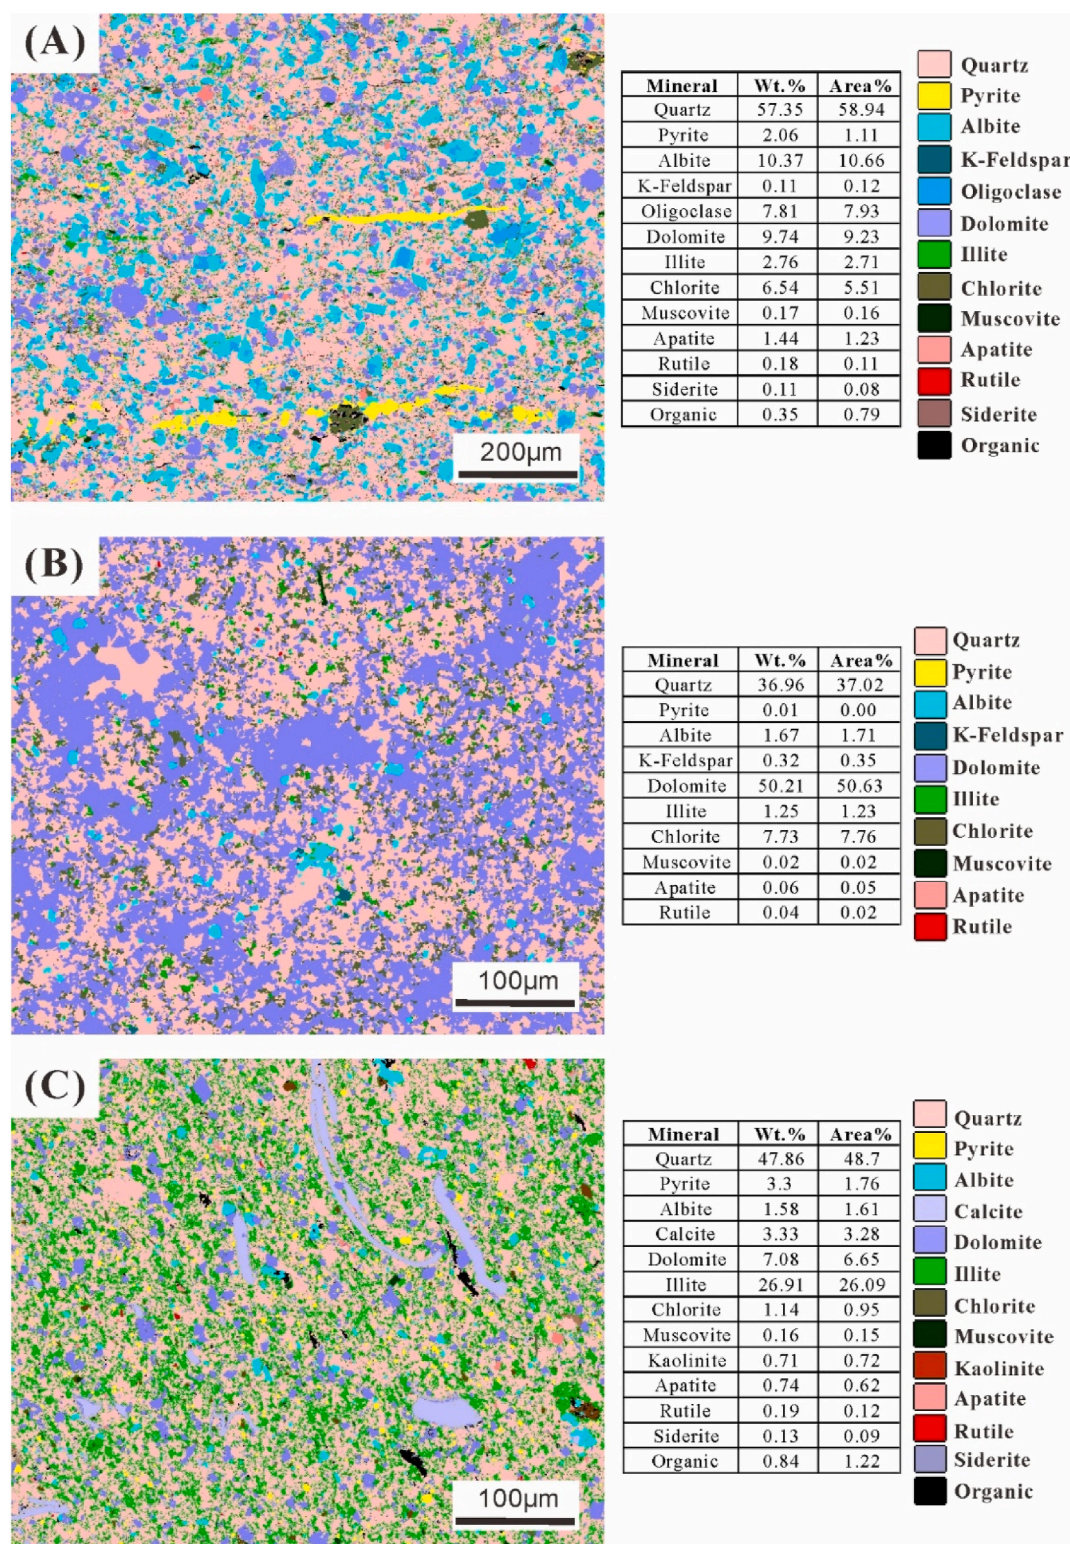 (A)
200μm
Mineral Wt.% Area%
Quartz 57.35 58.94
Pyrite 2.06 1.11
Albite 10.37 10.66
K-Feldspar 0.11 0.12
Oligoclase 7.81 7.93
Dolomite 9.74 9.23
Illite 2.76 2.71
Chlorite 6.54 5.51
Muscovite 0.17 0.16
Apatite 1.44 1.23
Rutile 0.18 0.11
Siderite 0.11 0.08
Organic 0.35 0.79
Quartz
Pyrite
Albite
K-Feldspar
Oligoclase
Dolomite
Illite
Chlorite
Muscovite
Apatite
Rutile
Siderite
Organic
(B)
100μm
Mineral Wt.% Area%
Quartz 36.96 37.02
Pyrite 0.01 0.00
Albite 1.67 1.71
K-Feldspar 0.32 0.35
Dolomite 50.21 50.63
Illite 1.25 1.23
Chlorite 7.73 7.76
Muscovite 0.02 0.02
Apatite 0.06 0.05
Rutile 0.04 0.02
Quartz
Pyrite
Albite
K-Feldspar
Dolomite
Illite
Chlorite
Muscovite
Apatite
Rutile
(C)
100μm
Mineral Wt.% Area%
Quartz 47.86 48.7
Pyrite 3.3 1.76
Albite 1.58 1.61
Calcite 3.33 3.28
Dolomite 7.08 6.65
Illite 26.91 26.09
Chlorite 1.14 0.95
Muscovite 0.16 0.15
Kaolinite 0.71 0.72
Apatite 0.74 0.62
Rutile 0.19 0.12
Siderite 0.13 0.09
Organic 0.84 1.22
Quartz
Pyrite
Albite
Calcite
Dolomite
Illite
Chlorite
Muscovite
Kaolinite
Apatite
Rutile
Siderite
Organic